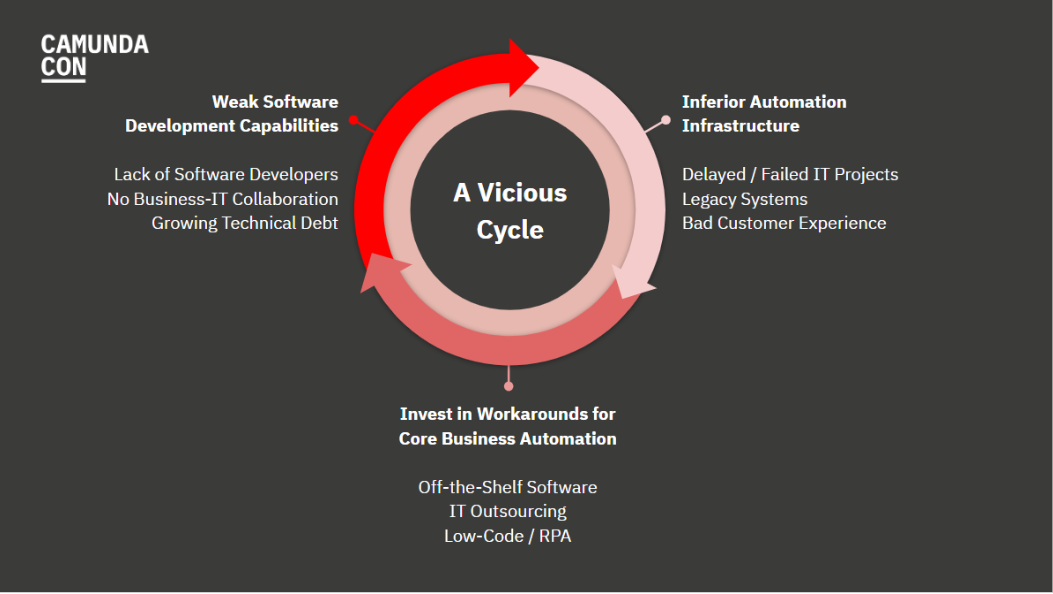 CAMUNDA
CON
Weak Software
Development Capabilities
Lack of Software Developers
No Business-IT Collaboration
Growing Technical Debt
A Vicious
Cycle
Inferior Automation
Infrastructure
Delayed / Failed IT Projects
Legacy Systems
Bad Customer Experience
Invest in Workarounds for
Core Business Automation
Off-the-Shelf Software
IT Outsourcing
Low-Code / RPA